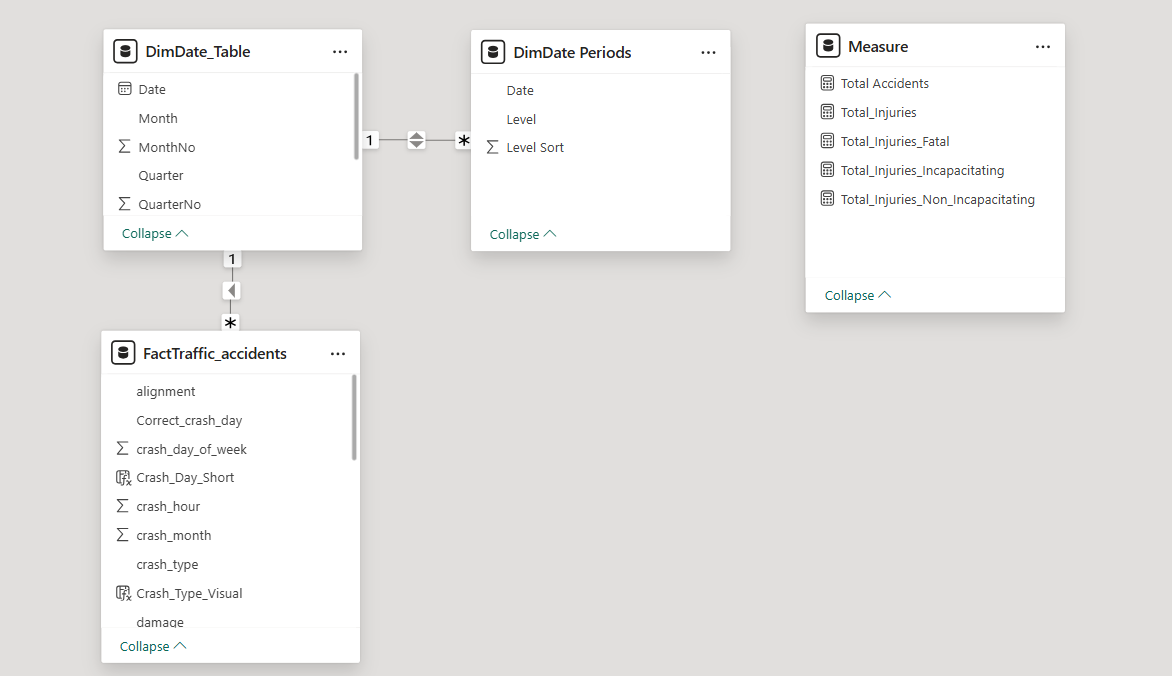 DimDate_Table
...
Date
Month
MonthNo
Quarter
QuarterNo
Collapse
1
*
DimDate Periods
...
Date
Level
Level Sort
Collapse
Measure
...
Total Accidents
Total_Injuries
Total_Injuries_Fatal
Total_Injuries_Incapacitating
Total_Injuries_Non_Incapacitating
Collapse
1
*
FactTraffic_accidents
...
alignment
Correct_crash_day
crash_day_of_week
Crash_Day_Short
crash_hour
crash_month
crash_type
Crash_Type_Visual
damage
Collapse